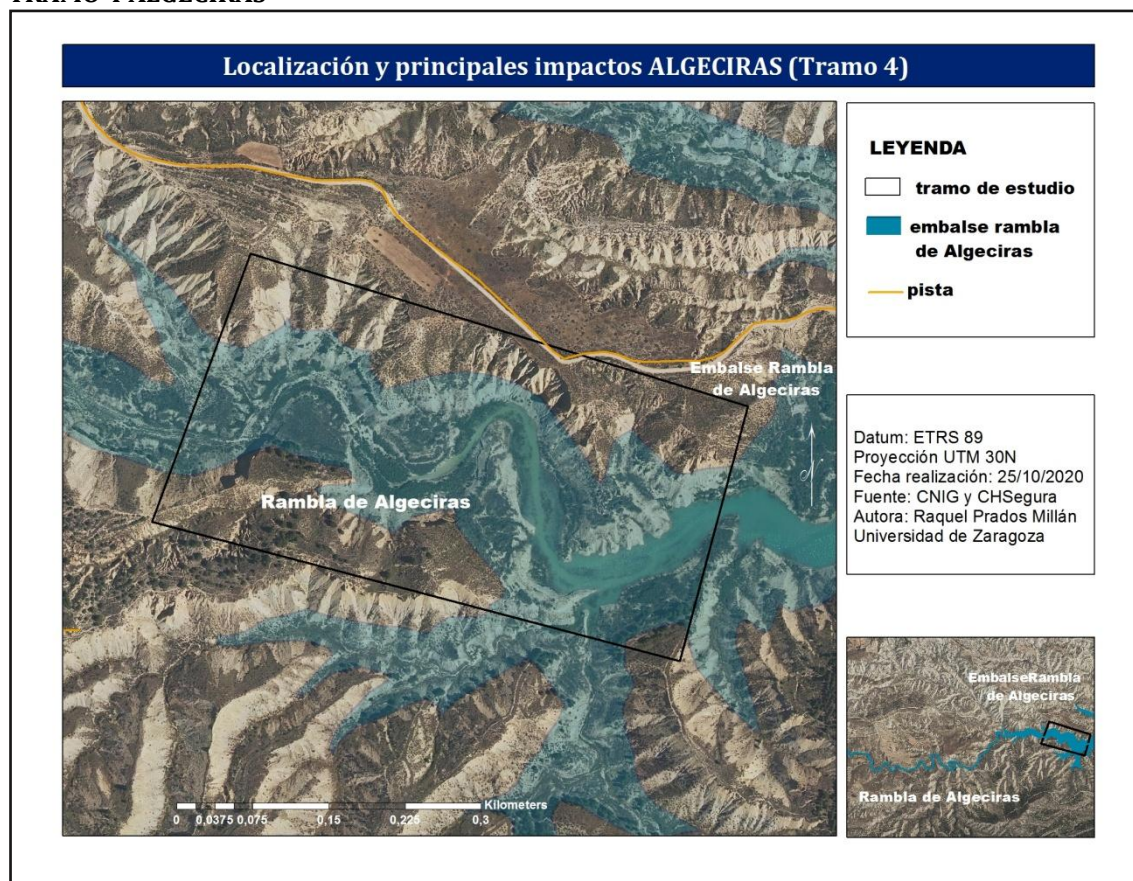 TRAMO 4 ALGECIRAS
Localización y principales impactos ALGECIRAS (Tramo 4)
Embalse Rambla
de Algeciras
Rambla de Algeciras
Kilometers
0 0,0375 0,075 0,15 0,225 0,3
LEYENDA
tramo de estudio
embalse rambla
de Algeciras
pista
Datum: ETRS 89
Proyección UTM 30N
Fecha realización: 25/10/2020
Fuente: CNIG y CHSegura
Autora: Raquel Prados Millán
Universidad de Zaragoza
EmbalseRambla
de Algeciras
Rambla de Algeciras